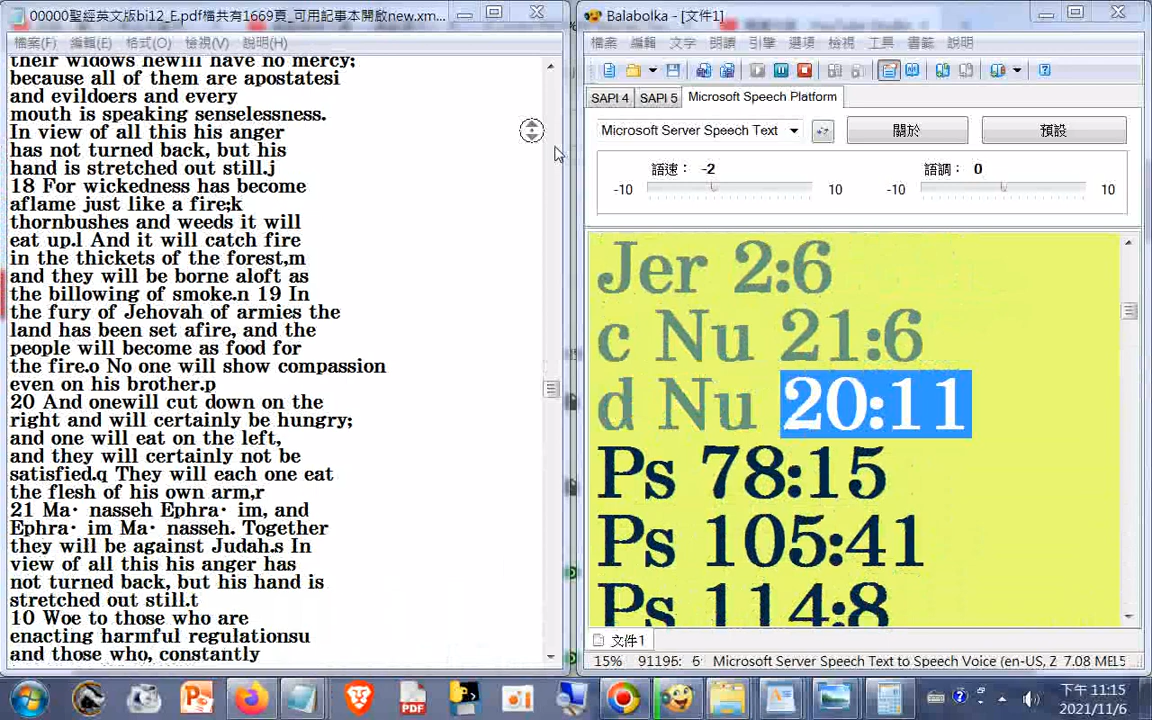 00000聖經英文版bi12_E.pdf檔共有1669頁_可用記事本開啟new.xm...
檔案(F) 編輯(E) 格式(O) 檢視(V) 說明(H)
their widows hewill have no mercy;
because all of them are apostatesi
and evildoers and every
mouth is speaking senselessness.
In view of all this his anger
has not turned back, but his
hand is stretched out still.j
18 For wickedness has become
aflame just like a fire;k
thornbushes and weeds it will
eat up.l And it will catch fire
in the thickets of the forest,m
and they will be borne aloft as
the billowing of smoke.n 19 In
the fury of Jehovah of armies the
land has been set afire, and the
people will become as food for
the fire.o No one will show compassion
even on his brother.p
20 And onewill cut down on the
right and will certainly be hungry;
and one will eat on the left,
and they will certainly not be
satisfied.q They will each one eat
the flesh of his own arm,r
21 Ma· nasseh Ephra· im, and
Ephra· im Ma· nasseh. Together
they will be against Judah.s In
view of all this his anger has
not turned back, but his hand is
stretched out still.t
10 Woe to those who are
enacting harmful regulationsu
and those who, constantly
Balabolka - [文件1]
檔案 編輯 文字 朗讀 引擎 選項 檢視 工具 書籤 說明
SAPI 4 SAPI 5 Microsoft Speech Platform
Microsoft Server Speech Text 關於 預設
語速: -2 語調: 0
-10 10 -10 10
Jer 2:6
c Nu 21:6
d Nu 20:11
Ps 78:15
Ps 105:41
Ps 114:8
文件1
15% 91195: 6 Microsoft Server Speech Text to Speech Voice (en-US, Z 7.08 МЕL5
PDF
下午 11:15
2021/11/6